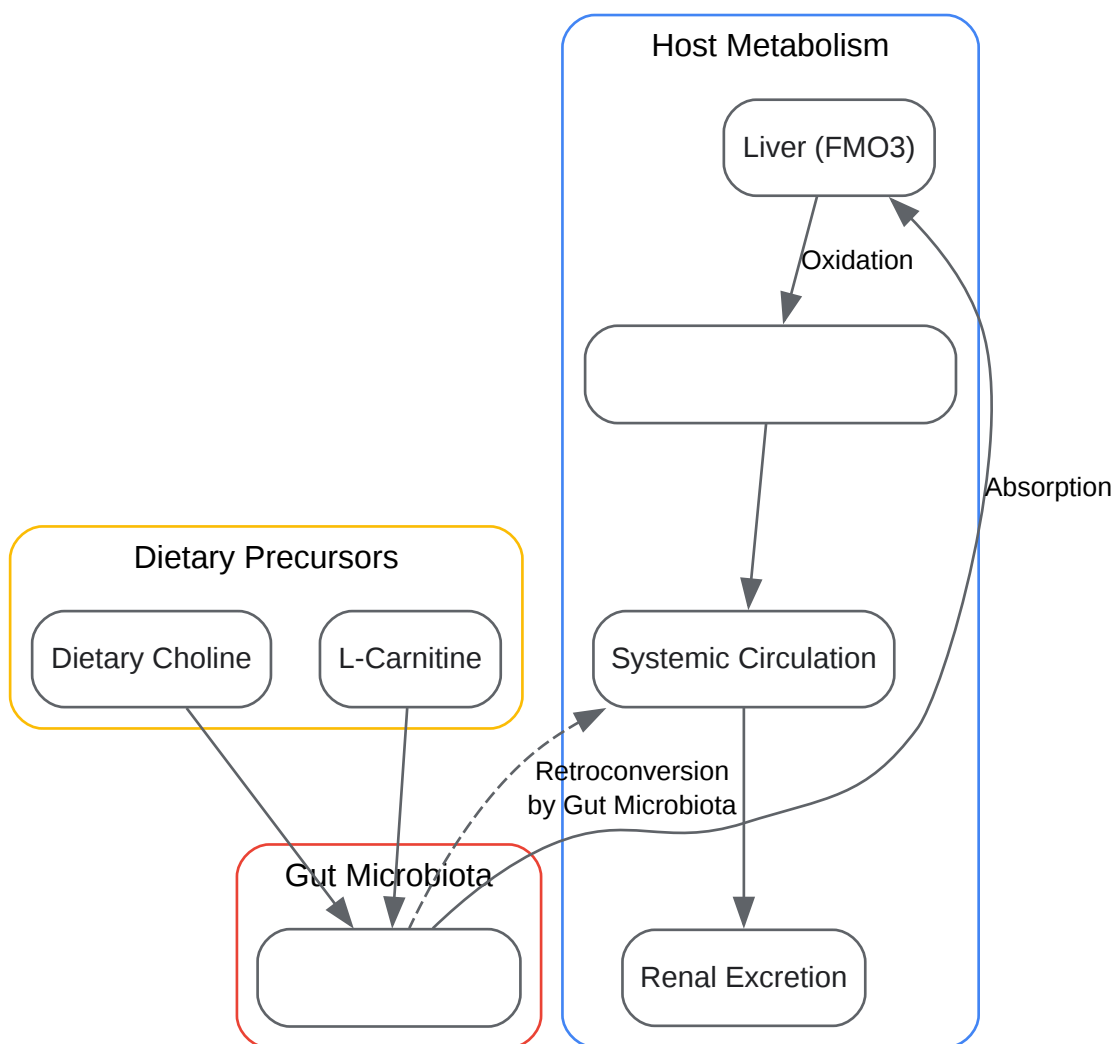 Host Metabolism
Liver (FMO3)
Oxidation
Absorption
Dietary Precursors
Dietary Choline
L-Carnitine
Systemic Circulation
Retroconversion
by Gut Microbiota
Gut Microbiota
Renal Excretion